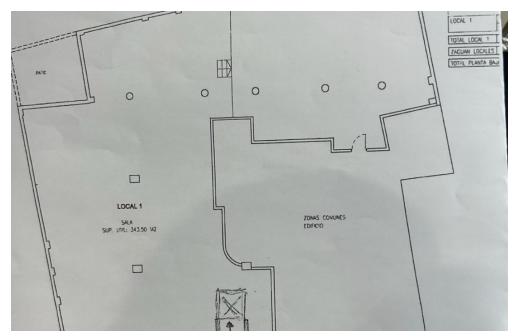 LOCAL 1
TOTAL LOCAL 1
ZAGUAN LOCALES
TOTAL PLANTA BAJ
PATIO
LOCAL 1
SALA
SUP. UTIL: 343.50 M2
ZONAS COMUNES
EDIFICIO